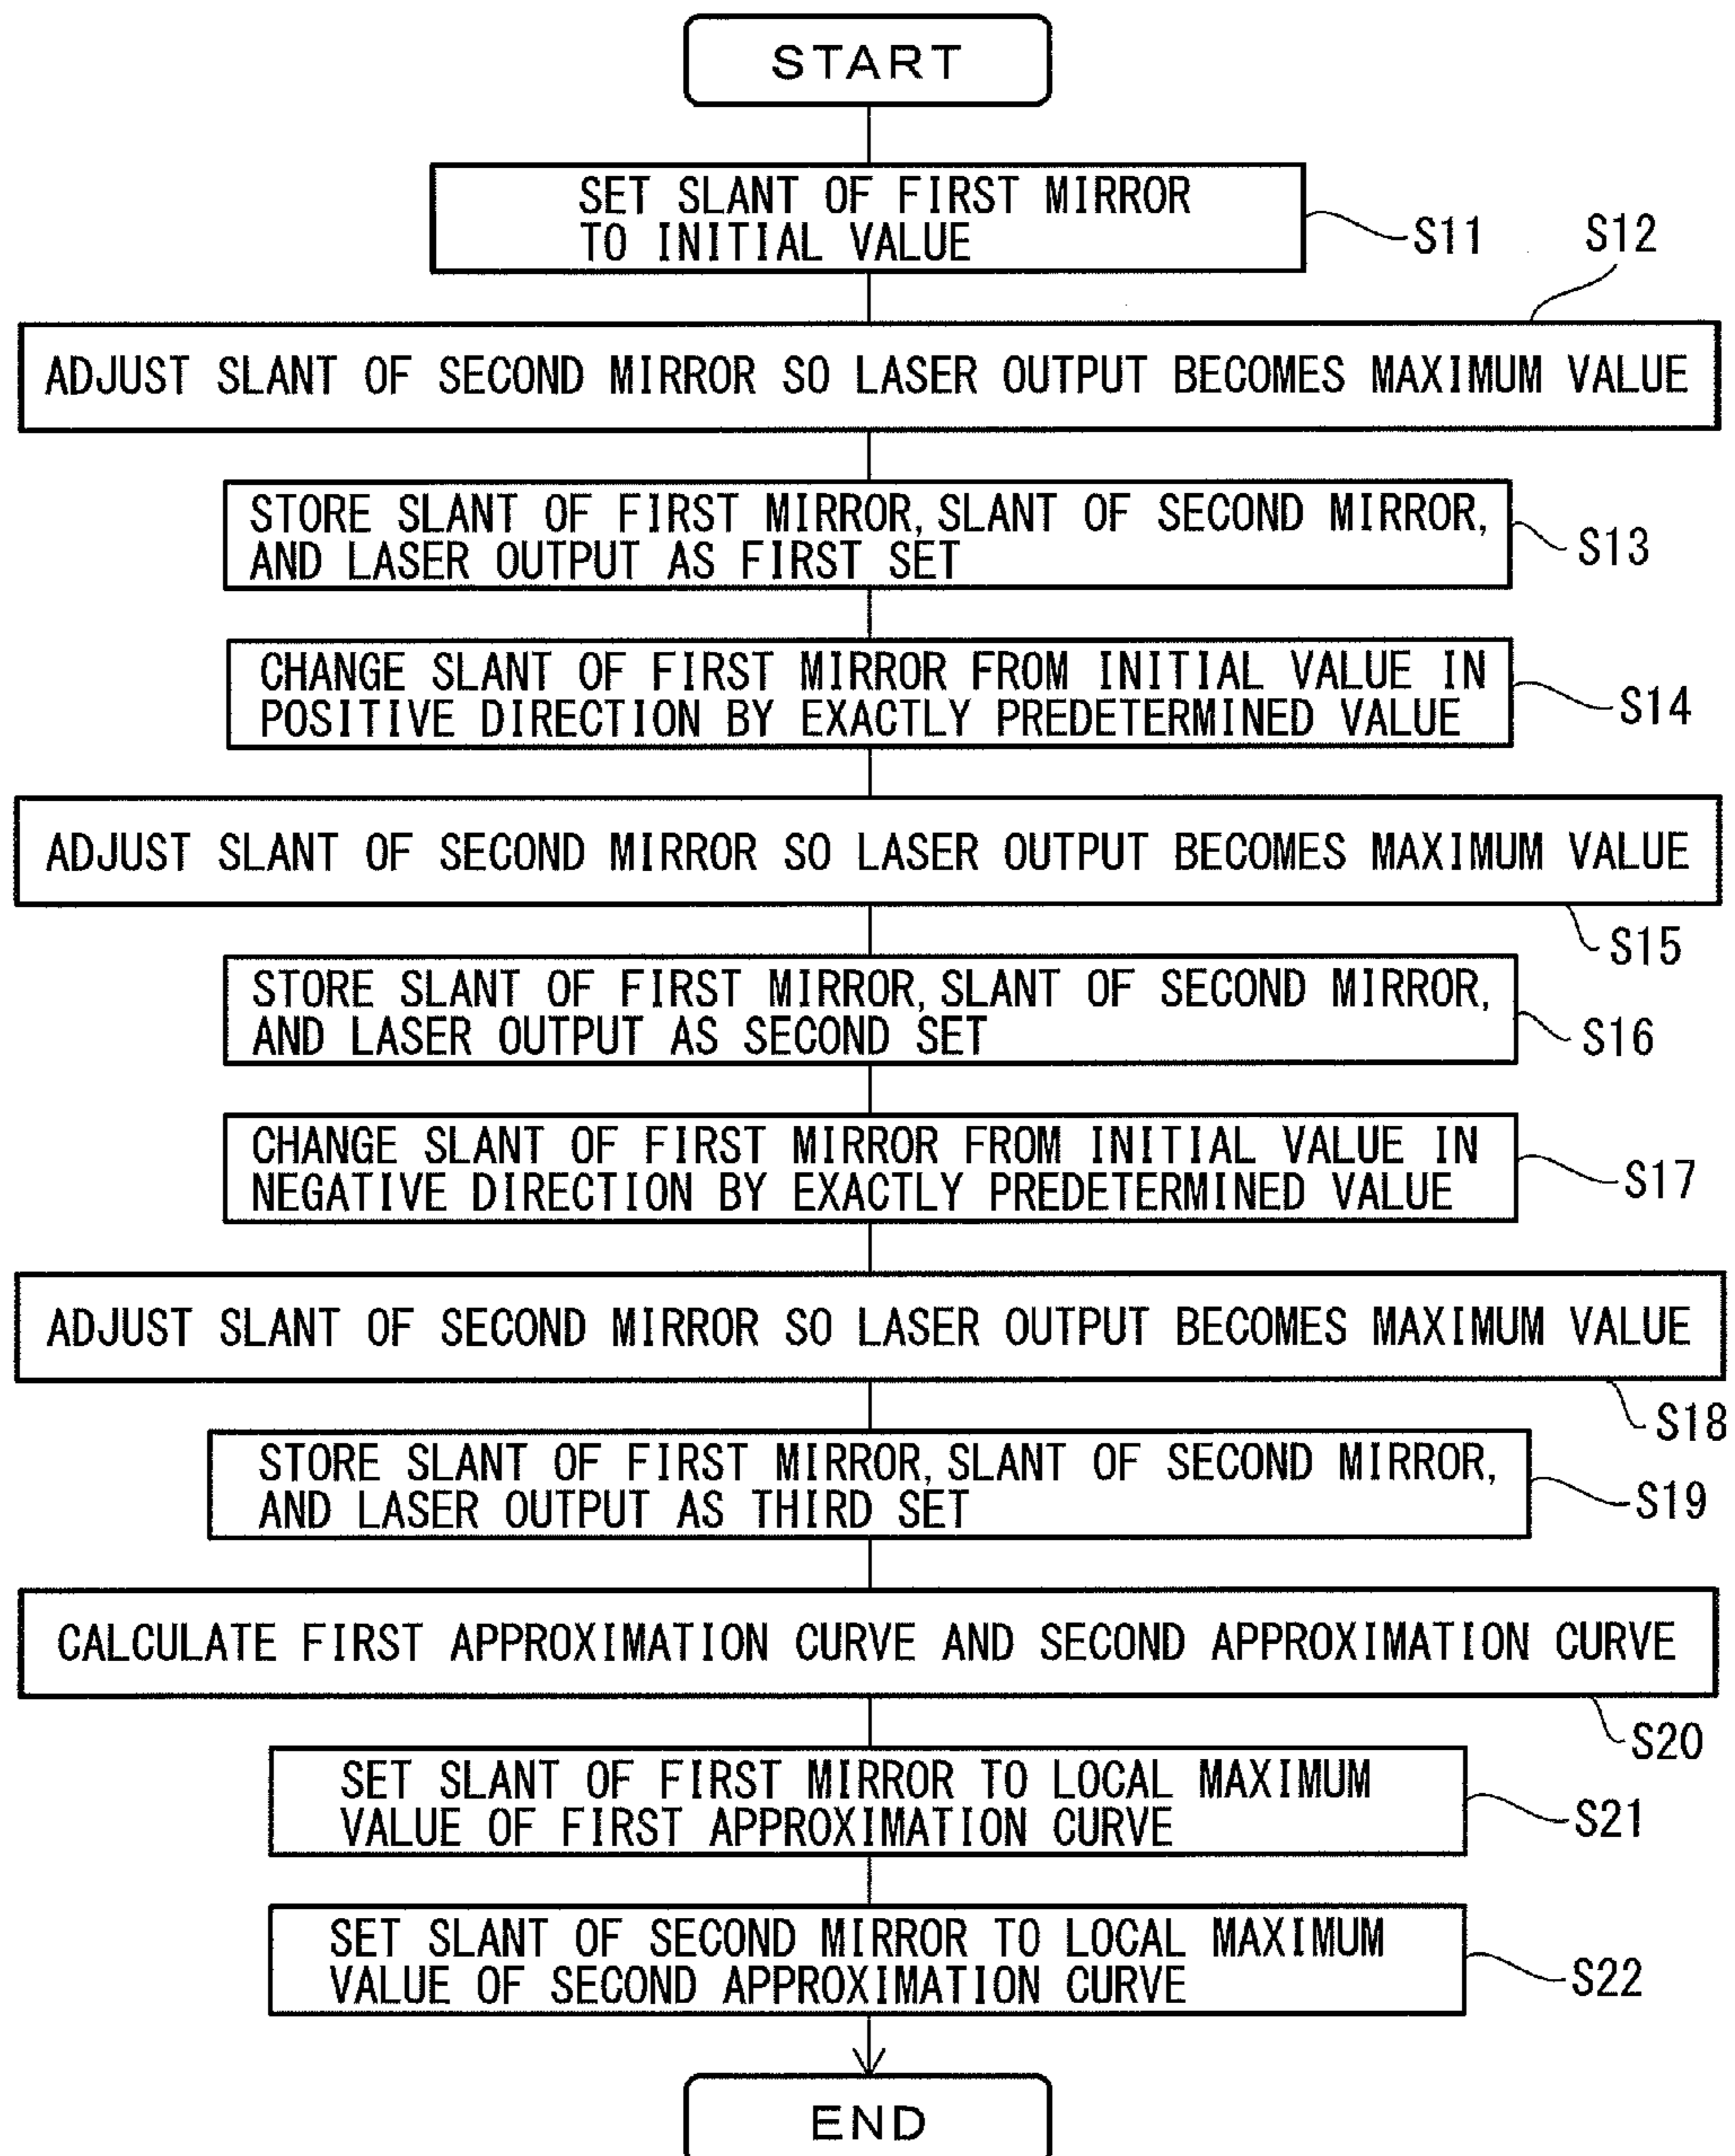 START
SET SLANT OF FIRST MIRROR
TO INITIAL VALUE
S11
S12
ADJUST SLANT OF SECOND MIRROR SO LASER OUTPUT BECOMES MAXIMUM VALUE
STORE SLANT OF FIRST MIRROR, SLANT OF SECOND MIRROR,
AND LASER OUTPUT AS FIRST SET
S13
CHANGE SLANT OF FIRST MIRROR FROM INITIAL VALUE IN
POSITIVE DIRECTION BY EXACTLY PREDETERMINED VALUE
S14
ADJUST SLANT OF SECOND MIRROR SO LASER OUTPUT BECOMES MAXIMUM VALUE
S15
STORE SLANT OF FIRST MIRROR, SLANT OF SECOND MIRROR,
AND LASER OUTPUT AS SECOND SET
S16
CHANGE SLANT OF FIRST MIRROR FROM INITIAL VALUE IN
NEGATIVE DIRECTION BY EXACTLY PREDETERMINED VALUE
S17
ADJUST SLANT OF SECOND MIRROR SO LASER OUTPUT BECOMES MAXIMUM VALUE
S18
STORE SLANT OF FIRST MIRROR, SLANT OF SECOND MIRROR,
AND LASER OUTPUT AS THIRD SET
S19
CALCULATE FIRST APPROXIMATION CURVE AND SECOND APPROXIMATION CURVE
S20
SET SLANT OF FIRST MIRROR TO LOCAL MAXIMUM
VALUE OF FIRST APPROXIMATION CURVE
S21
SET SLANT OF SECOND MIRROR TO LOCAL MAXIMUM
VALUE OF SECOND APPROXIMATION CURVE
S22
END